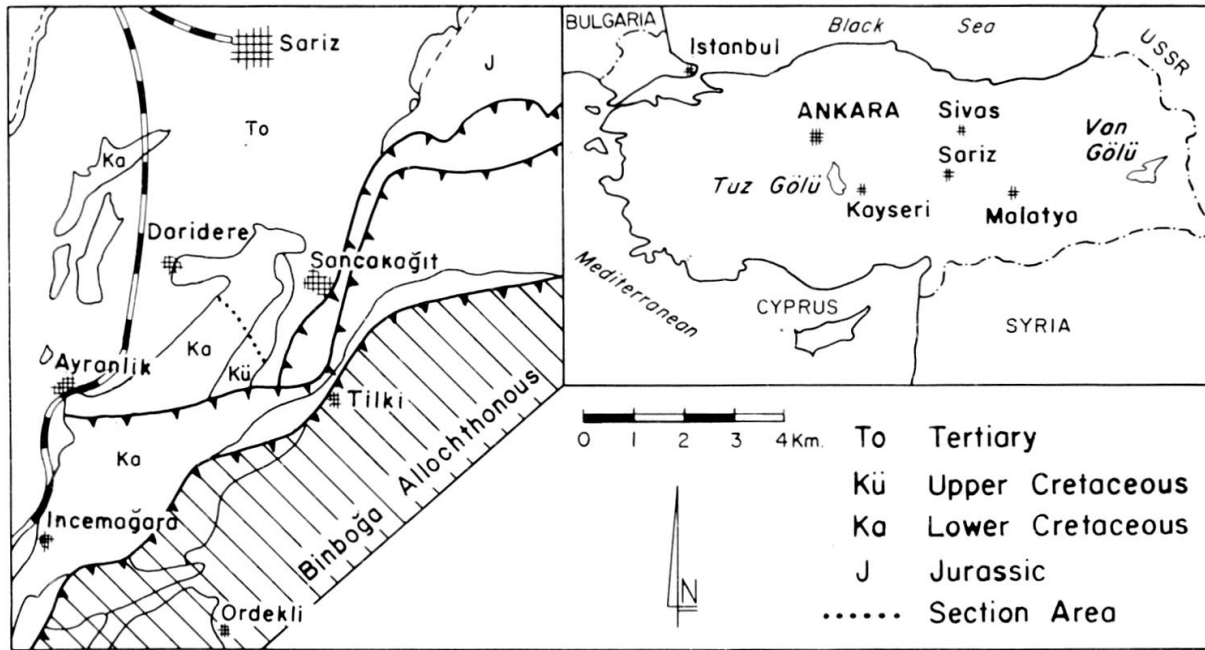 Sariz
J
To
Ka
Daridere
Sancakağıt
Ka
Kü
Ayranlik
Tilki
Ka
Binboğa Allochthonous
Incemağara
Ordekli
BULGARIA
Black Sea
USSR
Istanbul
ANKARA
Sivas
Van
Gölü
Sariz
Tuz Gölü
Kayseri
Malatya
Mediterranean
CYPRUS
SYRIA
0 1 2 3 4 Km.
N
To Tertiary
Kü Upper Cretaceous
Ka Lower Cretaceous
J Jurassic
...... Section Area